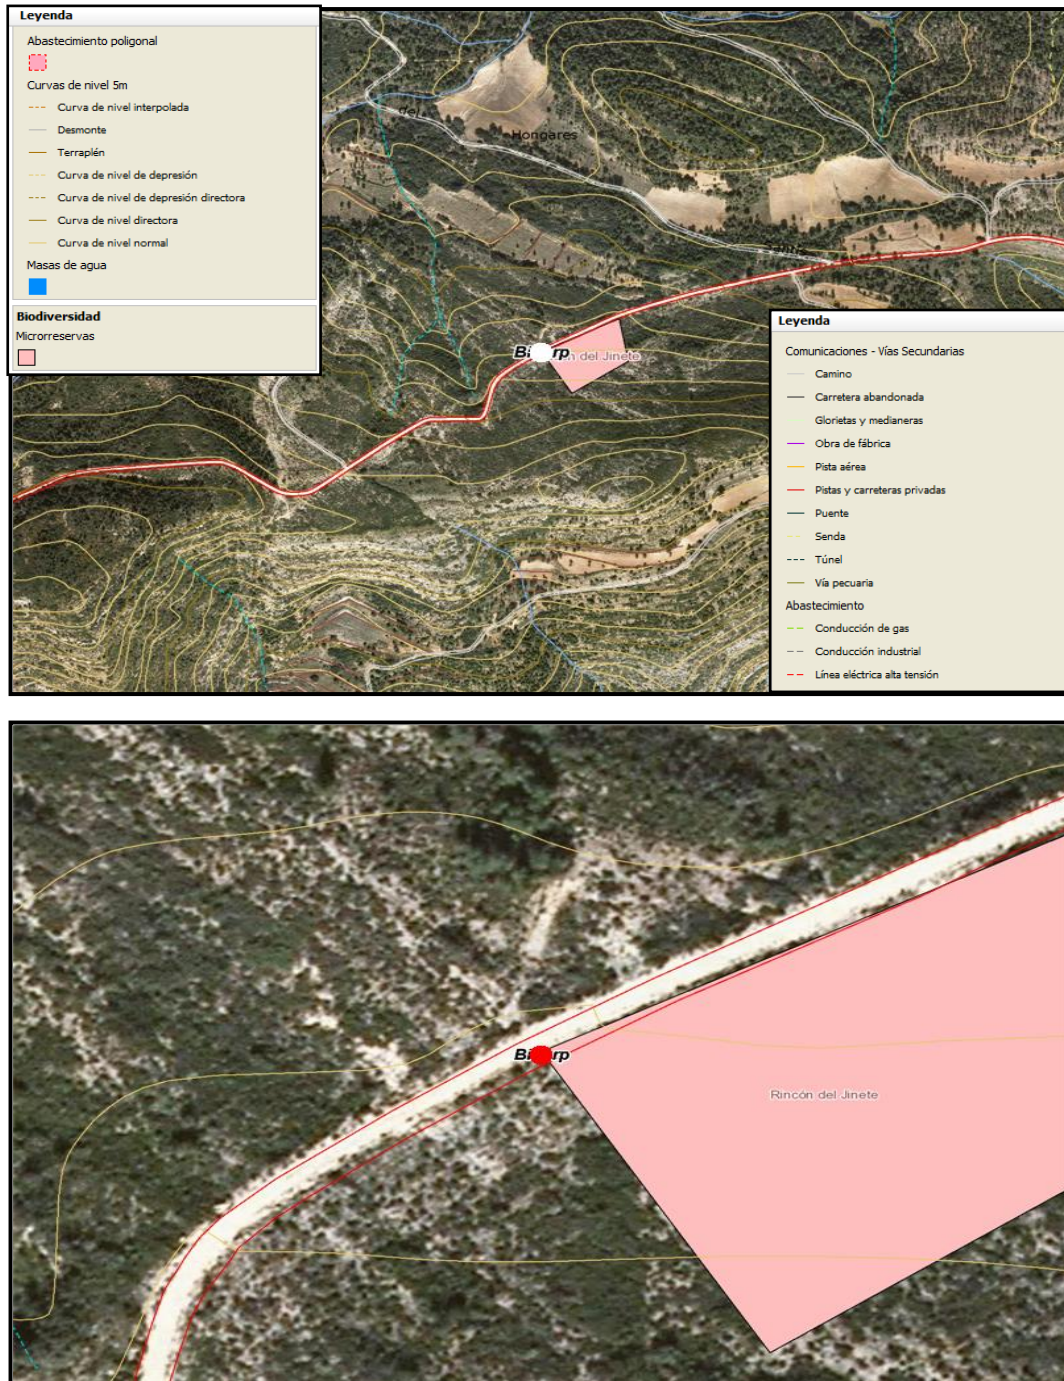 Leyenda
Abastecimiento poligonal
Curvas de nivel 5m
Curva de nivel interpolada
Desmonte
Terraplén
Curva de nivel de depresión
Curva de nivel de depresión directora
Curva de nivel directora
Curva de nivel normal
Masas de agua
Biodiversidad
Microrreservas
del
Hongares
del Jinete
Leyenda
Comunicaciones - Vías Secundarias
Camino
Carretera abandonada
Glorietas y medianeras
Obra de fábrica
Pista aérea
Pistas y carreteras privadas
Puente
Senda
Túnel
Vía pecuaria
Abastecimiento
Conducción de gas
Conducción industrial
Línea eléctrica alta tensión
Rincón del Jinete